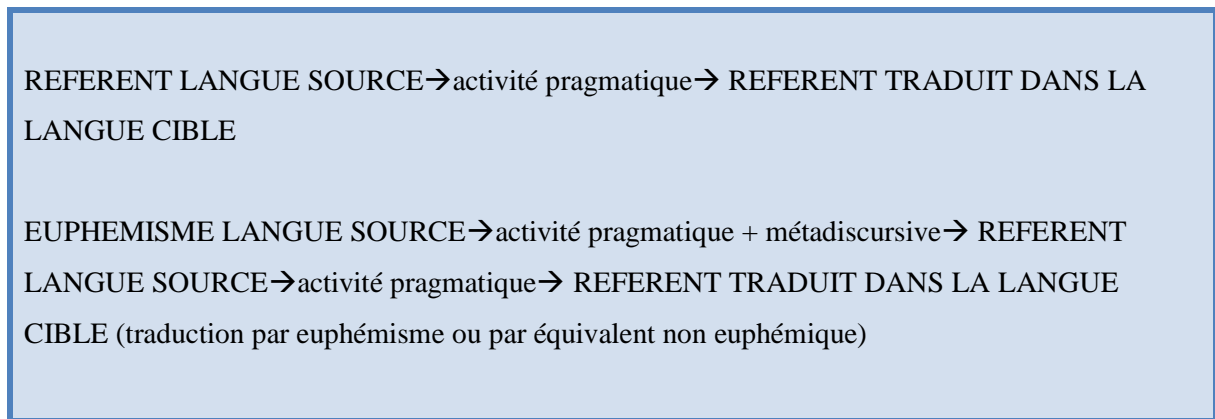 REFERENT LANGUE SOURCE→activité pragmatique→ REFERENT TRADUIT DANS LA
LANGUE CIBLE
EUPHEMISME LANGUE SOURCE→activité pragmatique + métadiscursive→ REFERENT
LANGUE SOURCE→activité pragmatique→ REFERENT TRADUIT DANS LA LANGUE
CIBLE (traduction par euphémisme ou par équivalent non euphémique)